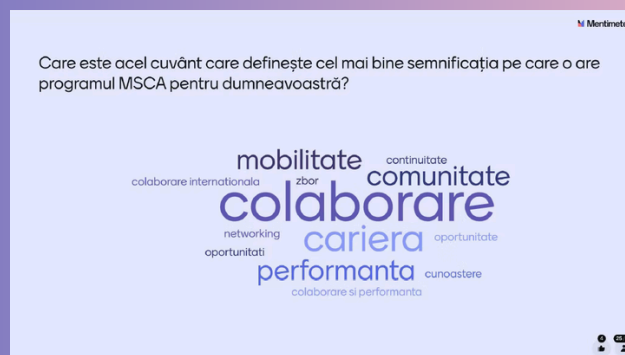 Mentimete
Care este acel cuvânt care definește cel mai bine semnificația pe care o are
programul MSCA pentru dumneavoastră?
mobilitate continuitate
colaborare internationala zbor comunitate
colaborare
networking cariera oportunitate
oportunitati
performanta cunoastere
colaborare si performanta